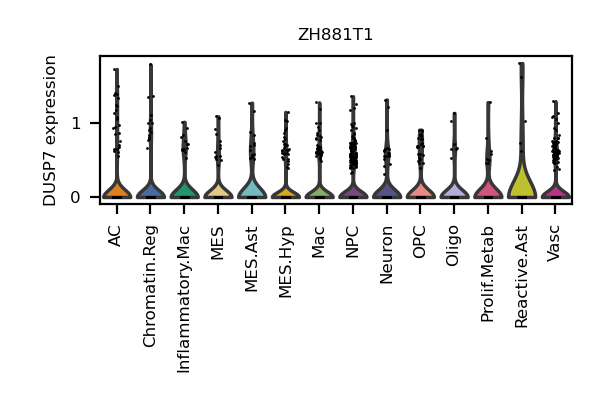 ZH881T1
DUSP7 expression
1
0
AC
Chromatin.Reg
Inflammatory.Mac
MES
MES.Ast
MES.Hyp
Mac
NPC
Neuron
OPC
Oligo
Prolif.Metab
Reactive.Ast
Vasc